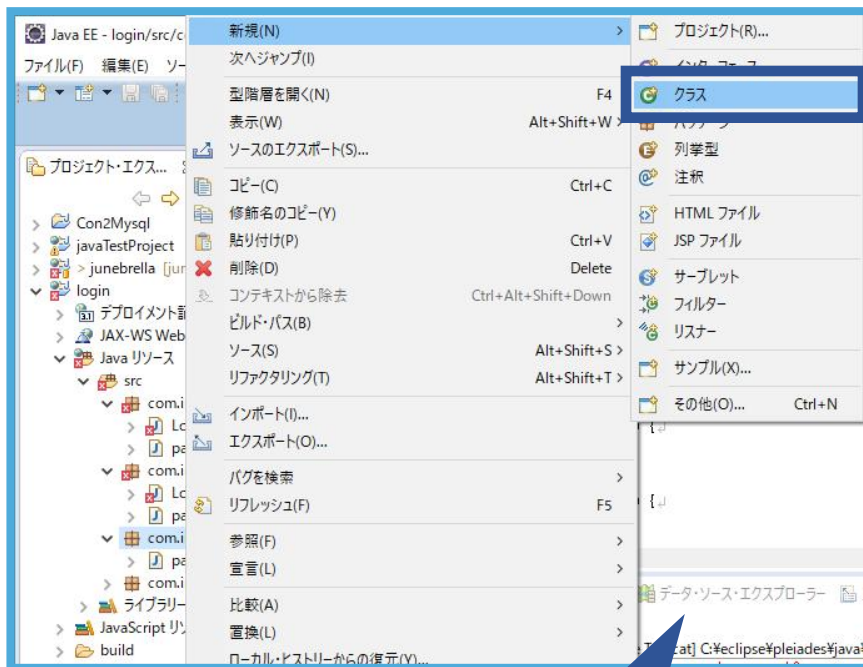 Java EE - login/src/c
ファイル(F) 編集(E) ソー
プロジェクト・エクス...
Con2Mysql
javaTestProject
> junebrella [jur
login
デプロイメント記
JAX-WS Web
Java リソース
src
com.i
Lo
pa
com.i
Lo
pa
com.i
pa
com.i
ライブラリー
JavaScript リソ
build
新規(N)
次へジャンプ(I)
型階層を開く(N) F4
表示(W) Alt+Shift+W
ソースのエクスポート(S)...
コピー(C) Ctrl+C
修飾名のコピー(Y)
貼り付け(P) Ctrl+V
削除(D) Delete
コンテキストから除去 Ctrl+Alt+Shift+Down
ビルド・パス(B)
ソース(S) Alt+Shift+S
リファクタリング(T) Alt+Shift+T
インポート(I)...
エクスポート(O)...
バグを検索
リフレッシュ(F) F5
参照(F)
宣言(L)
比較(A)
置換(L)
ローカル・ヒストリーからの復元(Y)...
プロジェクト(R)...
クラス
列挙型
注釈
HTML ファイル
JSP ファイル
サーブレット
フィルター
リスナー
サンプル(X)...
その他(O)... Ctrl+N
{
{
データ・ソース・エクスプローラー
cat] C:¥eclipse¥pleiades¥java